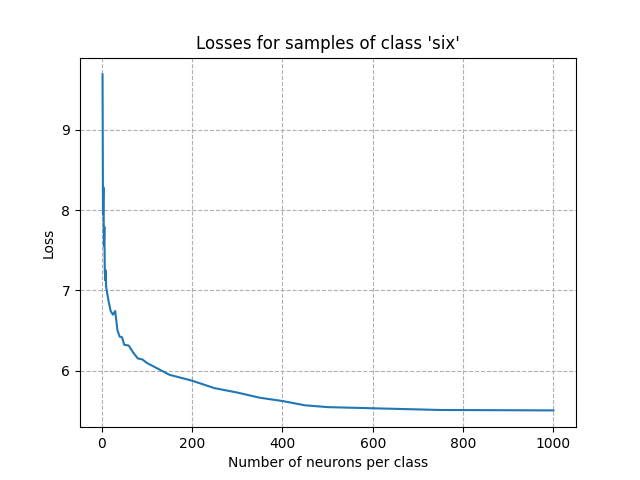 Losses for samples of class 'six'
9
8
7
6
Loss
0 200 400 600 800 1000
Number of neurons per class